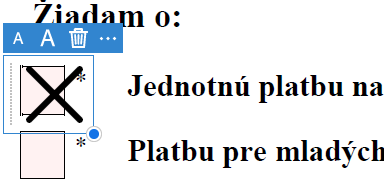 Žiadam o:
A A ...
* Jednotnú platbu na
* Platbu pre mladých